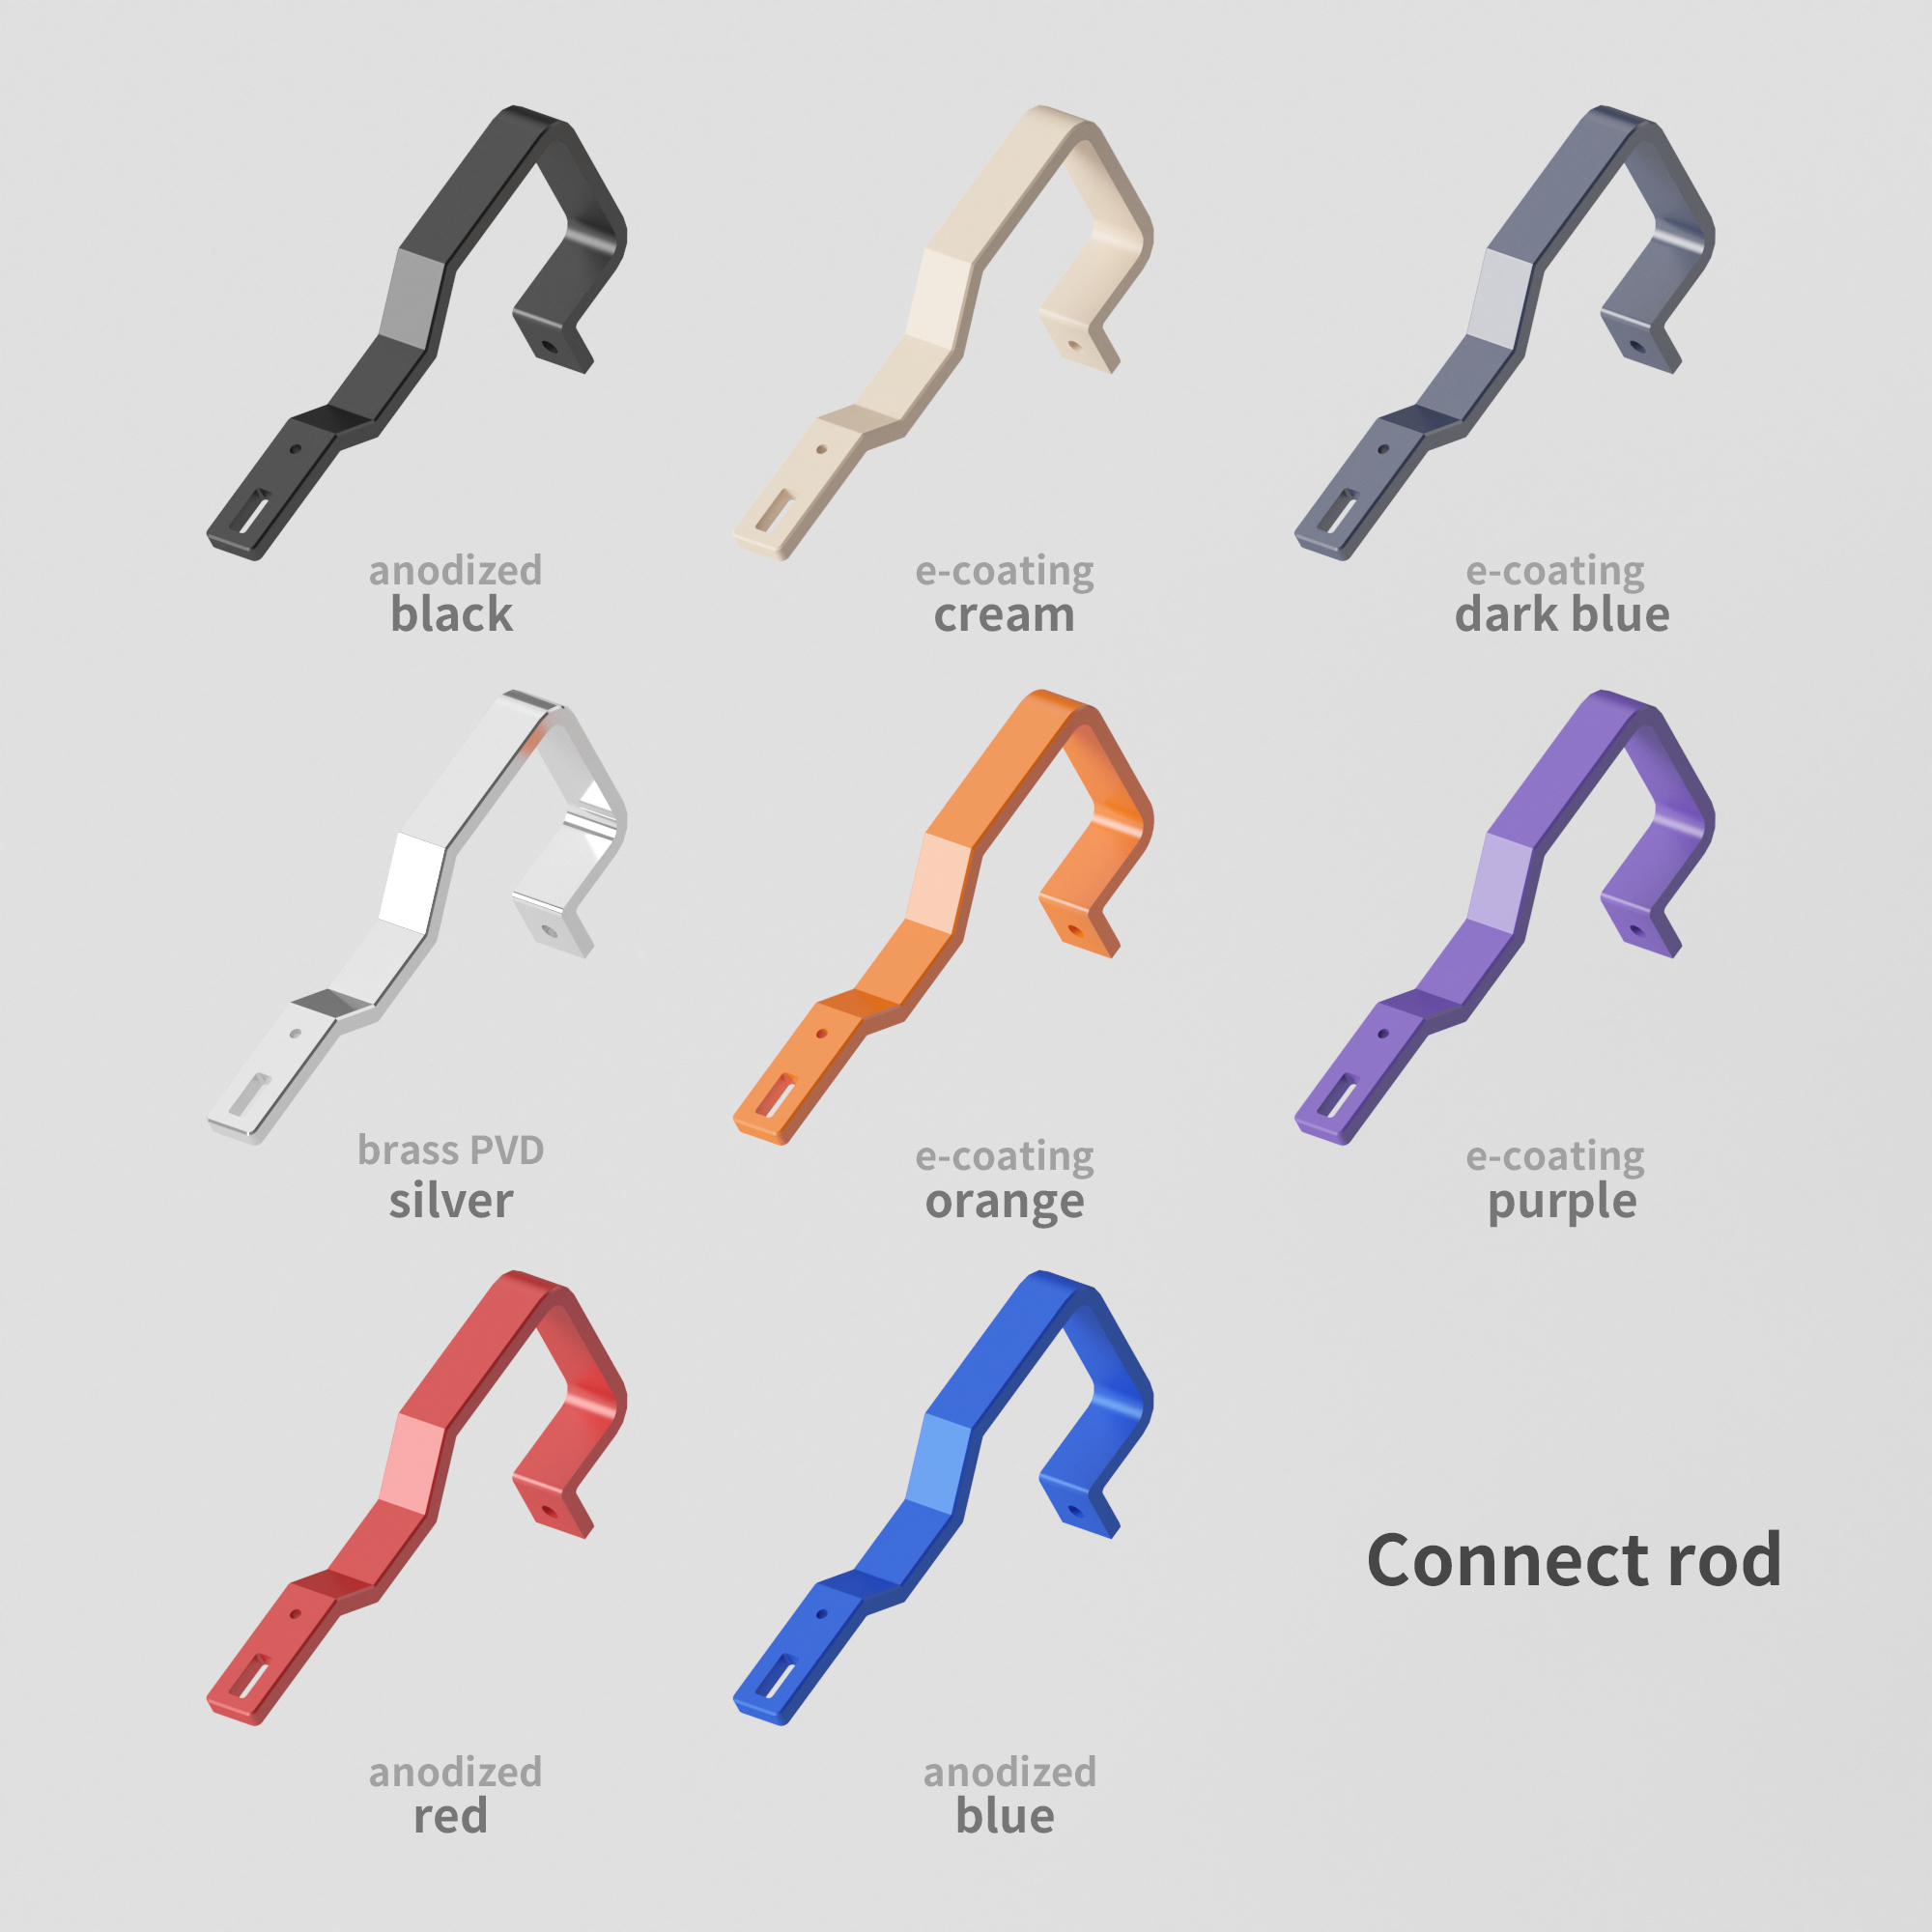 anodized
black
e-coating
cream
e-coating
dark blue
brass PVD
silver
e-coating
orange
e-coating
purple
anodized
red
anodized
blue
Connect rod